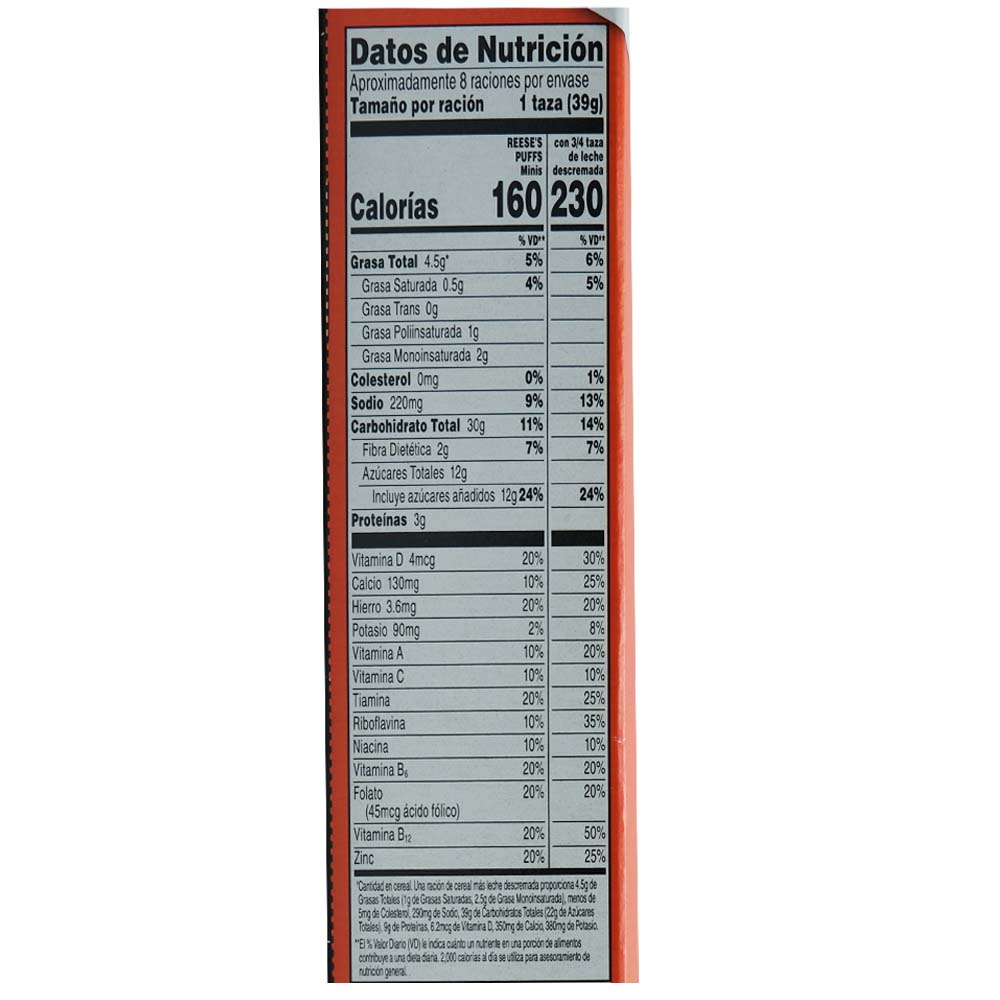 Datos de Nutrición
Aproximadamente 8 raciones por envase
Tamaño por ración 1 taza (39g)
REESE'S con 3/4 taza
PUFFS de leche
Minis descremada
Calorías 160 230
% VD** % VD**
Grasa Total 4.5g* 5% 6%
Grasa Saturada 0.5g 4% 5%
Grasa Trans 0g
Grasa Poliinsaturada 1g
Grasa Monoinsaturada 2g
Colesterol 0mg 0% 1%
Sodio 220mg 9% 13%
Carbohidrato Total 30g 11% 14%
Fibra Dietética 2g 7% 7%
Azúcares Totales 12g
Incluye azúcares añadidos 12g 24% 24%
Proteínas 3g
Vitamina D 4mcg 20% 30%
Calcio 130mg 10% 25%
Hierro 3.6mg 20% 20%
Potasio 90mg 2% 8%
Vitamina A 10% 20%
Vitamina C 10% 10%
Tiamina 20% 25%
Riboflavina 10% 35%
Niacina 10% 10%
Vitamina B6 20% 20%
Folato 20% 20%
(45mcg ácido fólico)
Vitamina B12 20% 50%
Zinc 20% 25%
*Cantidad en cereal. Una ración de cereal más leche descremada proporciona 4.5g de
Grasas Totales (1g de Grasas Saturadas, 2.5g de Grasa Monoinsaturada), menos de
5mg de Colesterol, 290mg de Sodio, 39g de Carbohidratos Totales (22g de Azúcares
Totales), 9g de Proteínas, 6.2mcg de Vitamina D, 350mg de Calcio, 380mg de Potasio.
**El % Valor Diario (VD) le indica cuánto un nutriente en una porción de alimentos
contribuye a una dieta diaria. 2,000 calorías al día se utiliza para asesoramiento de
nutrición general.